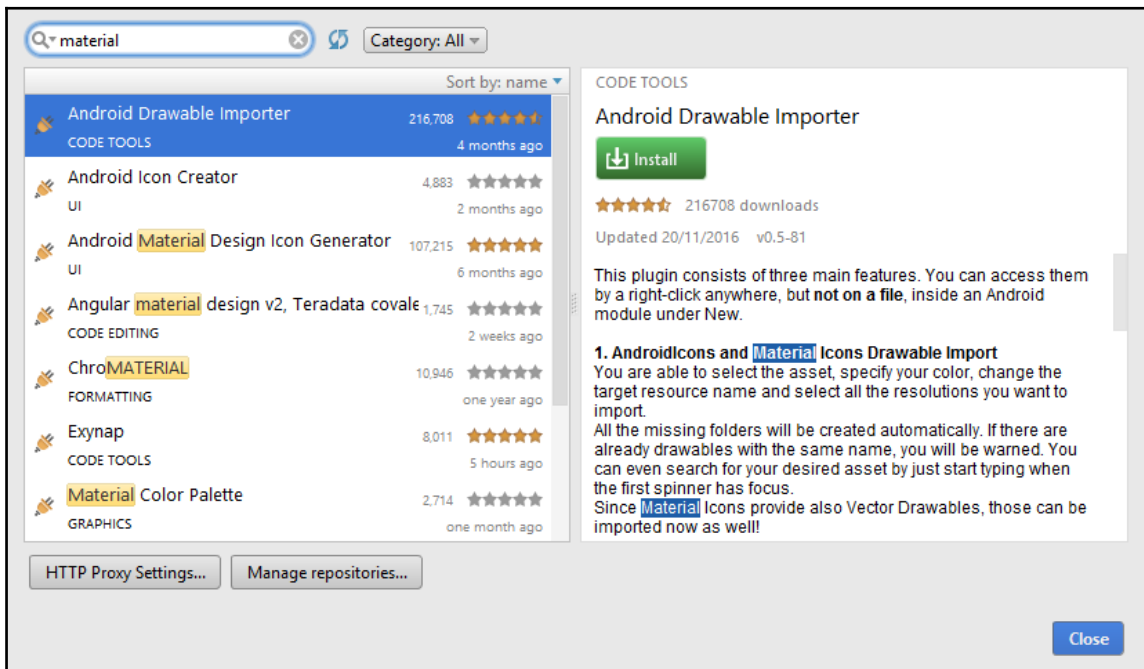 material
Category: All
Sort by: name
Android Drawable Importer 216,708
CODE TOOLS 4 months ago
Android Icon Creator 4,883
UI 2 months ago
Android Material Design Icon Generator 107,215
UI 6 months ago
Angular material design v2, Teradata covale 1,745
CODE EDITING 2 weeks ago
ChroMATERIAL 10,946
FORMATTING one year ago
Exynap 8,011
CODE TOOLS 5 hours ago
Material Color Palette 2,714
GRAPHICS one month ago
CODE TOOLS
Android Drawable Importer
Install
216708 downloads
Updated 20/11/2016 v0.5-81
This plugin consists of three main features. You can access them
by a right-click anywhere, but not on a file, inside an Android
module under New.
1. AndroidIcons and Material Icons Drawable Import
You are able to select the asset, specify your color, change the
target resource name and select all the resolutions you want to
import.
All the missing folders will be created automatically. If there are
already drawables with the same name, you will be warned. You
can even search for your desired asset by just start typing when
the first spinner has focus.
Since Material Icons provide also Vector Drawables, those can be
imported now as well!
HTTP Proxy Settings...
Manage repositories...
Close